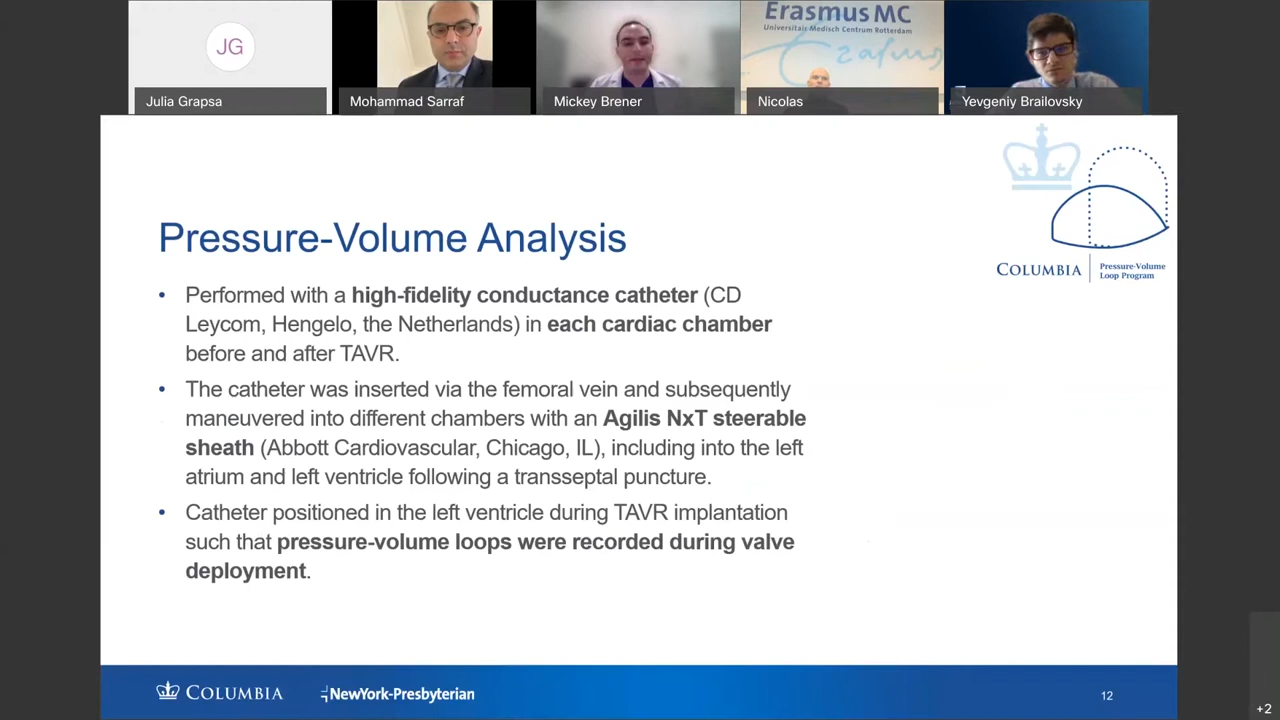 JG
Julia Grapsa
Mohammad Sarraf
Mickey Brener
Erasmus MC
Universitair Medisch Centrum Rotterdam
Nicolas
Yevgeniy Brailovsky
COLUMBIA
Pressure-Volume
Loop Program
Pressure-Volume Analysis
• Performed with a high-fidelity conductance catheter (CD
Leycom, Hengelo, the Netherlands) in each cardiac chamber
before and after TAVR.
• The catheter was inserted via the femoral vein and subsequently
maneuvered into different chambers with an Agilis NxT steerable
sheath (Abbott Cardiovascular, Chicago, IL), including into the left
atrium and left ventricle following a transseptal puncture.
• Catheter positioned in the left ventricle during TAVR implantation
such that pressure-volume loops were recorded during valve
deployment.
COLUMBIA
NewYork-Presbyterian
12
+2